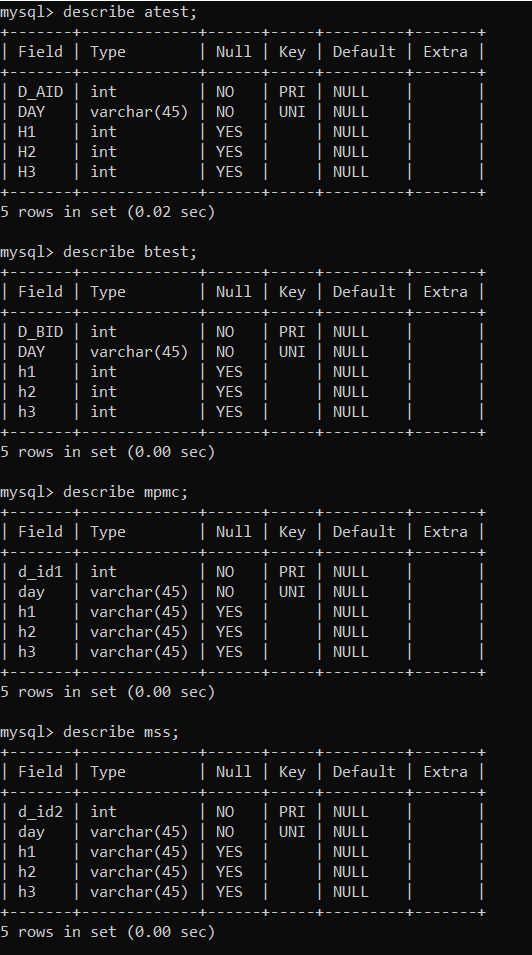 mysql> describe atest;
+-------+-------------+------+-----+---------+-------+
| Field | Type        | Null | Key | Default | Extra |
+-------+-------------+------+-----+---------+-------+
| D_AID | int         | NO   | PRI | NULL    |       |
| DAY   | varchar(45) | NO   | UNI | NULL    |       |
| H1    | int         | YES  |     | NULL    |       |
| H2    | int         | YES  |     | NULL    |       |
| H3    | int         | YES  |     | NULL    |       |
+-------+-------------+------+-----+---------+-------+
5 rows in set (0.02 sec)

mysql> describe btest;
+-------+-------------+------+-----+---------+-------+
| Field | Type        | Null | Key | Default | Extra |
+-------+-------------+------+-----+---------+-------+
| D_BID | int         | NO   | PRI | NULL    |       |
| DAY   | varchar(45) | NO   | UNI | NULL    |       |
| h1    | int         | YES  |     | NULL    |       |
| h2    | int         | YES  |     | NULL    |       |
| h3    | int         | YES  |     | NULL    |       |
+-------+-------------+------+-----+---------+-------+
5 rows in set (0.00 sec)

mysql> describe mpmc;
+-------+-------------+------+-----+---------+-------+
| Field | Type        | Null | Key | Default | Extra |
+-------+-------------+------+-----+---------+-------+
| d_id1 | int         | NO   | PRI | NULL    |       |
| day   | varchar(45) | NO   | UNI | NULL    |       |
| h1    | varchar(45) | YES  |     | NULL    |       |
| h2    | varchar(45) | YES  |     | NULL    |       |
| h3    | varchar(45) | YES  |     | NULL    |       |
+-------+-------------+------+-----+---------+-------+
5 rows in set (0.00 sec)

mysql> describe mss;
+-------+-------------+------+-----+---------+-------+
| Field | Type        | Null | Key | Default | Extra |
+-------+-------------+------+-----+---------+-------+
| d_id2 | int         | NO   | PRI | NULL    |       |
| day   | varchar(45) | NO   | UNI | NULL    |       |
| h1    | varchar(45) | YES  |     | NULL    |       |
| h2    | varchar(45) | YES  |     | NULL    |       |
| h3    | varchar(45) | YES  |     | NULL    |       |
+-------+-------------+------+-----+---------+-------+
5 rows in set (0.00 sec)